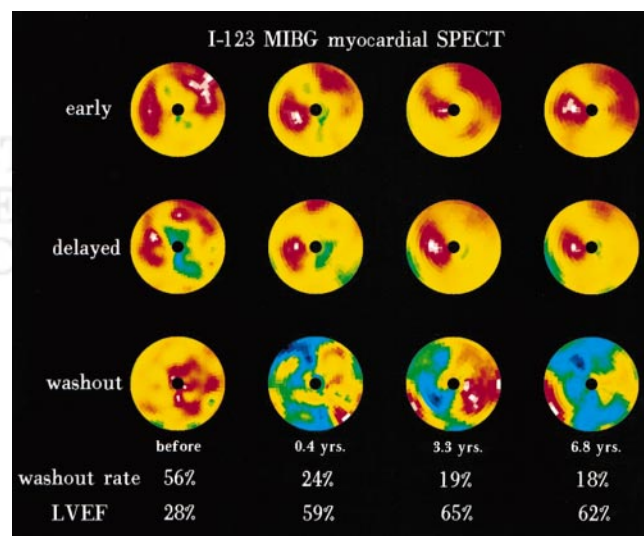 I-123 MIBG myocardial SPECT
early
delayed
washout
before 0.4 yrs. 3.3 yrs. 6.8 yrs.
washout rate 56% 24% 19% 18%
LVEF 28% 59% 65% 62%